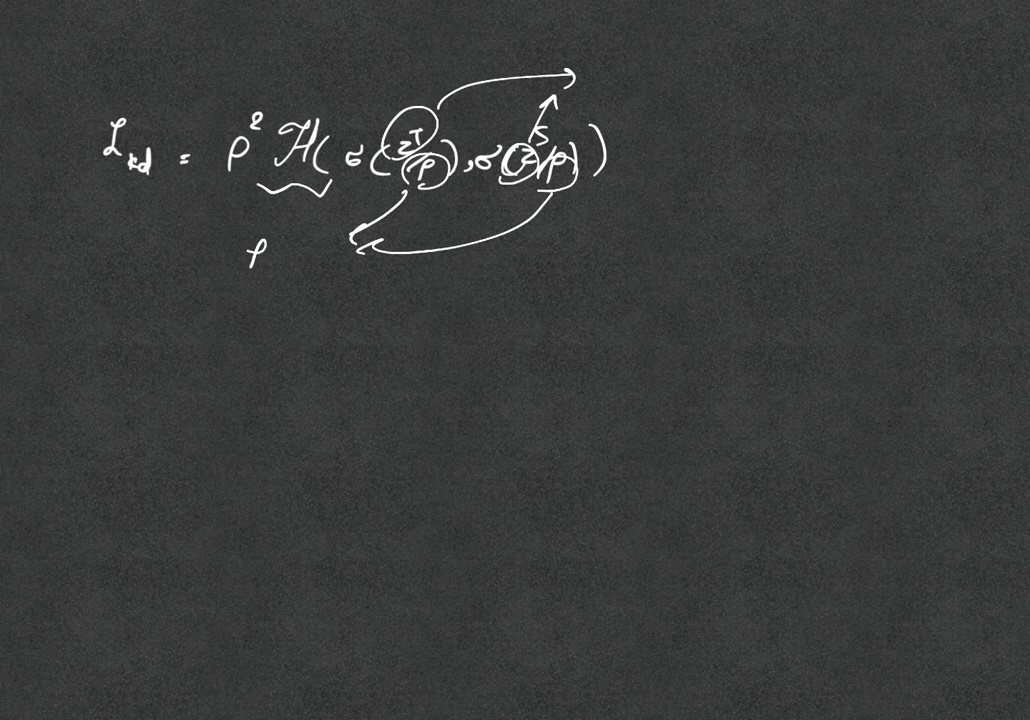 ℒ_kd = ρ² ℋ( σ(z^T/ρ), σ(z^S/ρ) )
ρ